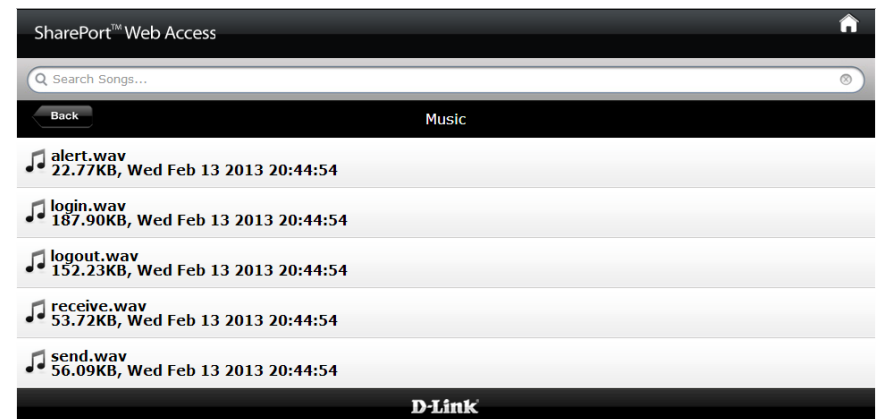 SharePort™ Web Access
Search Songs...
Back
Music
alert.wav
22.77KB, Wed Feb 13 2013 20:44:54
login.wav
187.90KB, Wed Feb 13 2013 20:44:54
logout.wav
152.23KB, Wed Feb 13 2013 20:44:54
receive.wav
53.72KB, Wed Feb 13 2013 20:44:54
send.wav
56.09KB, Wed Feb 13 2013 20:44:54
D-Link